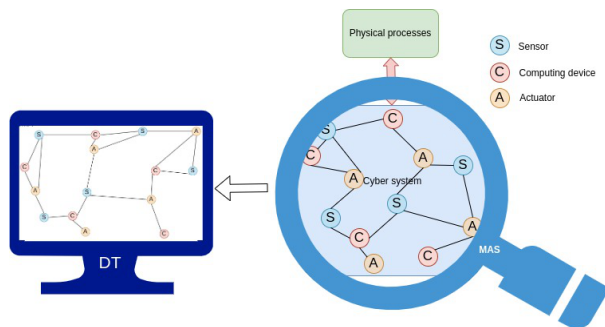 Physical processes
S Sensor
C Computing device
A Actuator
S C S A
A
C C S
A A
S
S C
A C
DT
C
S
A S
C
A
Cyber system
S S A
C
C
A
MAS